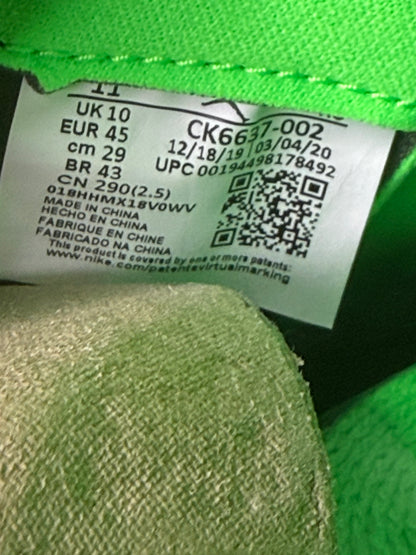 11
UK 10
EUR 45
cm 29
BR 43
CN 290(2.5)
CK6637-002
12/18/19 03/04/20
UPC 00194498178492
018HHMX18V0WV
MADE IN CHINA
HECHO EN CHINA
FABRIQUE EN CHINE
FABRICADO NA CHINA
This product is covered by one or more patents:
www.nike.com/patentsvirtualmarking